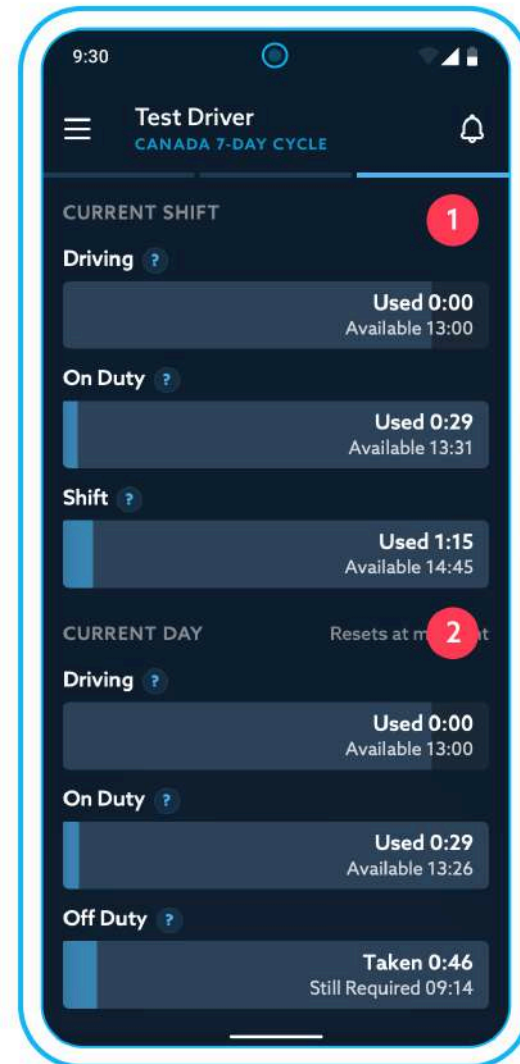 9:30
Test Driver
CANADA 7-DAY CYCLE
CURRENT SHIFT
1
Driving ?
Used 0:00
Available 13:00
On Duty ?
Used 0:29
Available 13:31
Shift ?
Used 1:15
Available 14:45
CURRENT DAY
Resets at
2
Driving ?
Used 0:00
Available 13:00
On Duty ?
Used 0:29
Available 13:26
Off Duty ?
Taken 0:46
Still Required 09:14